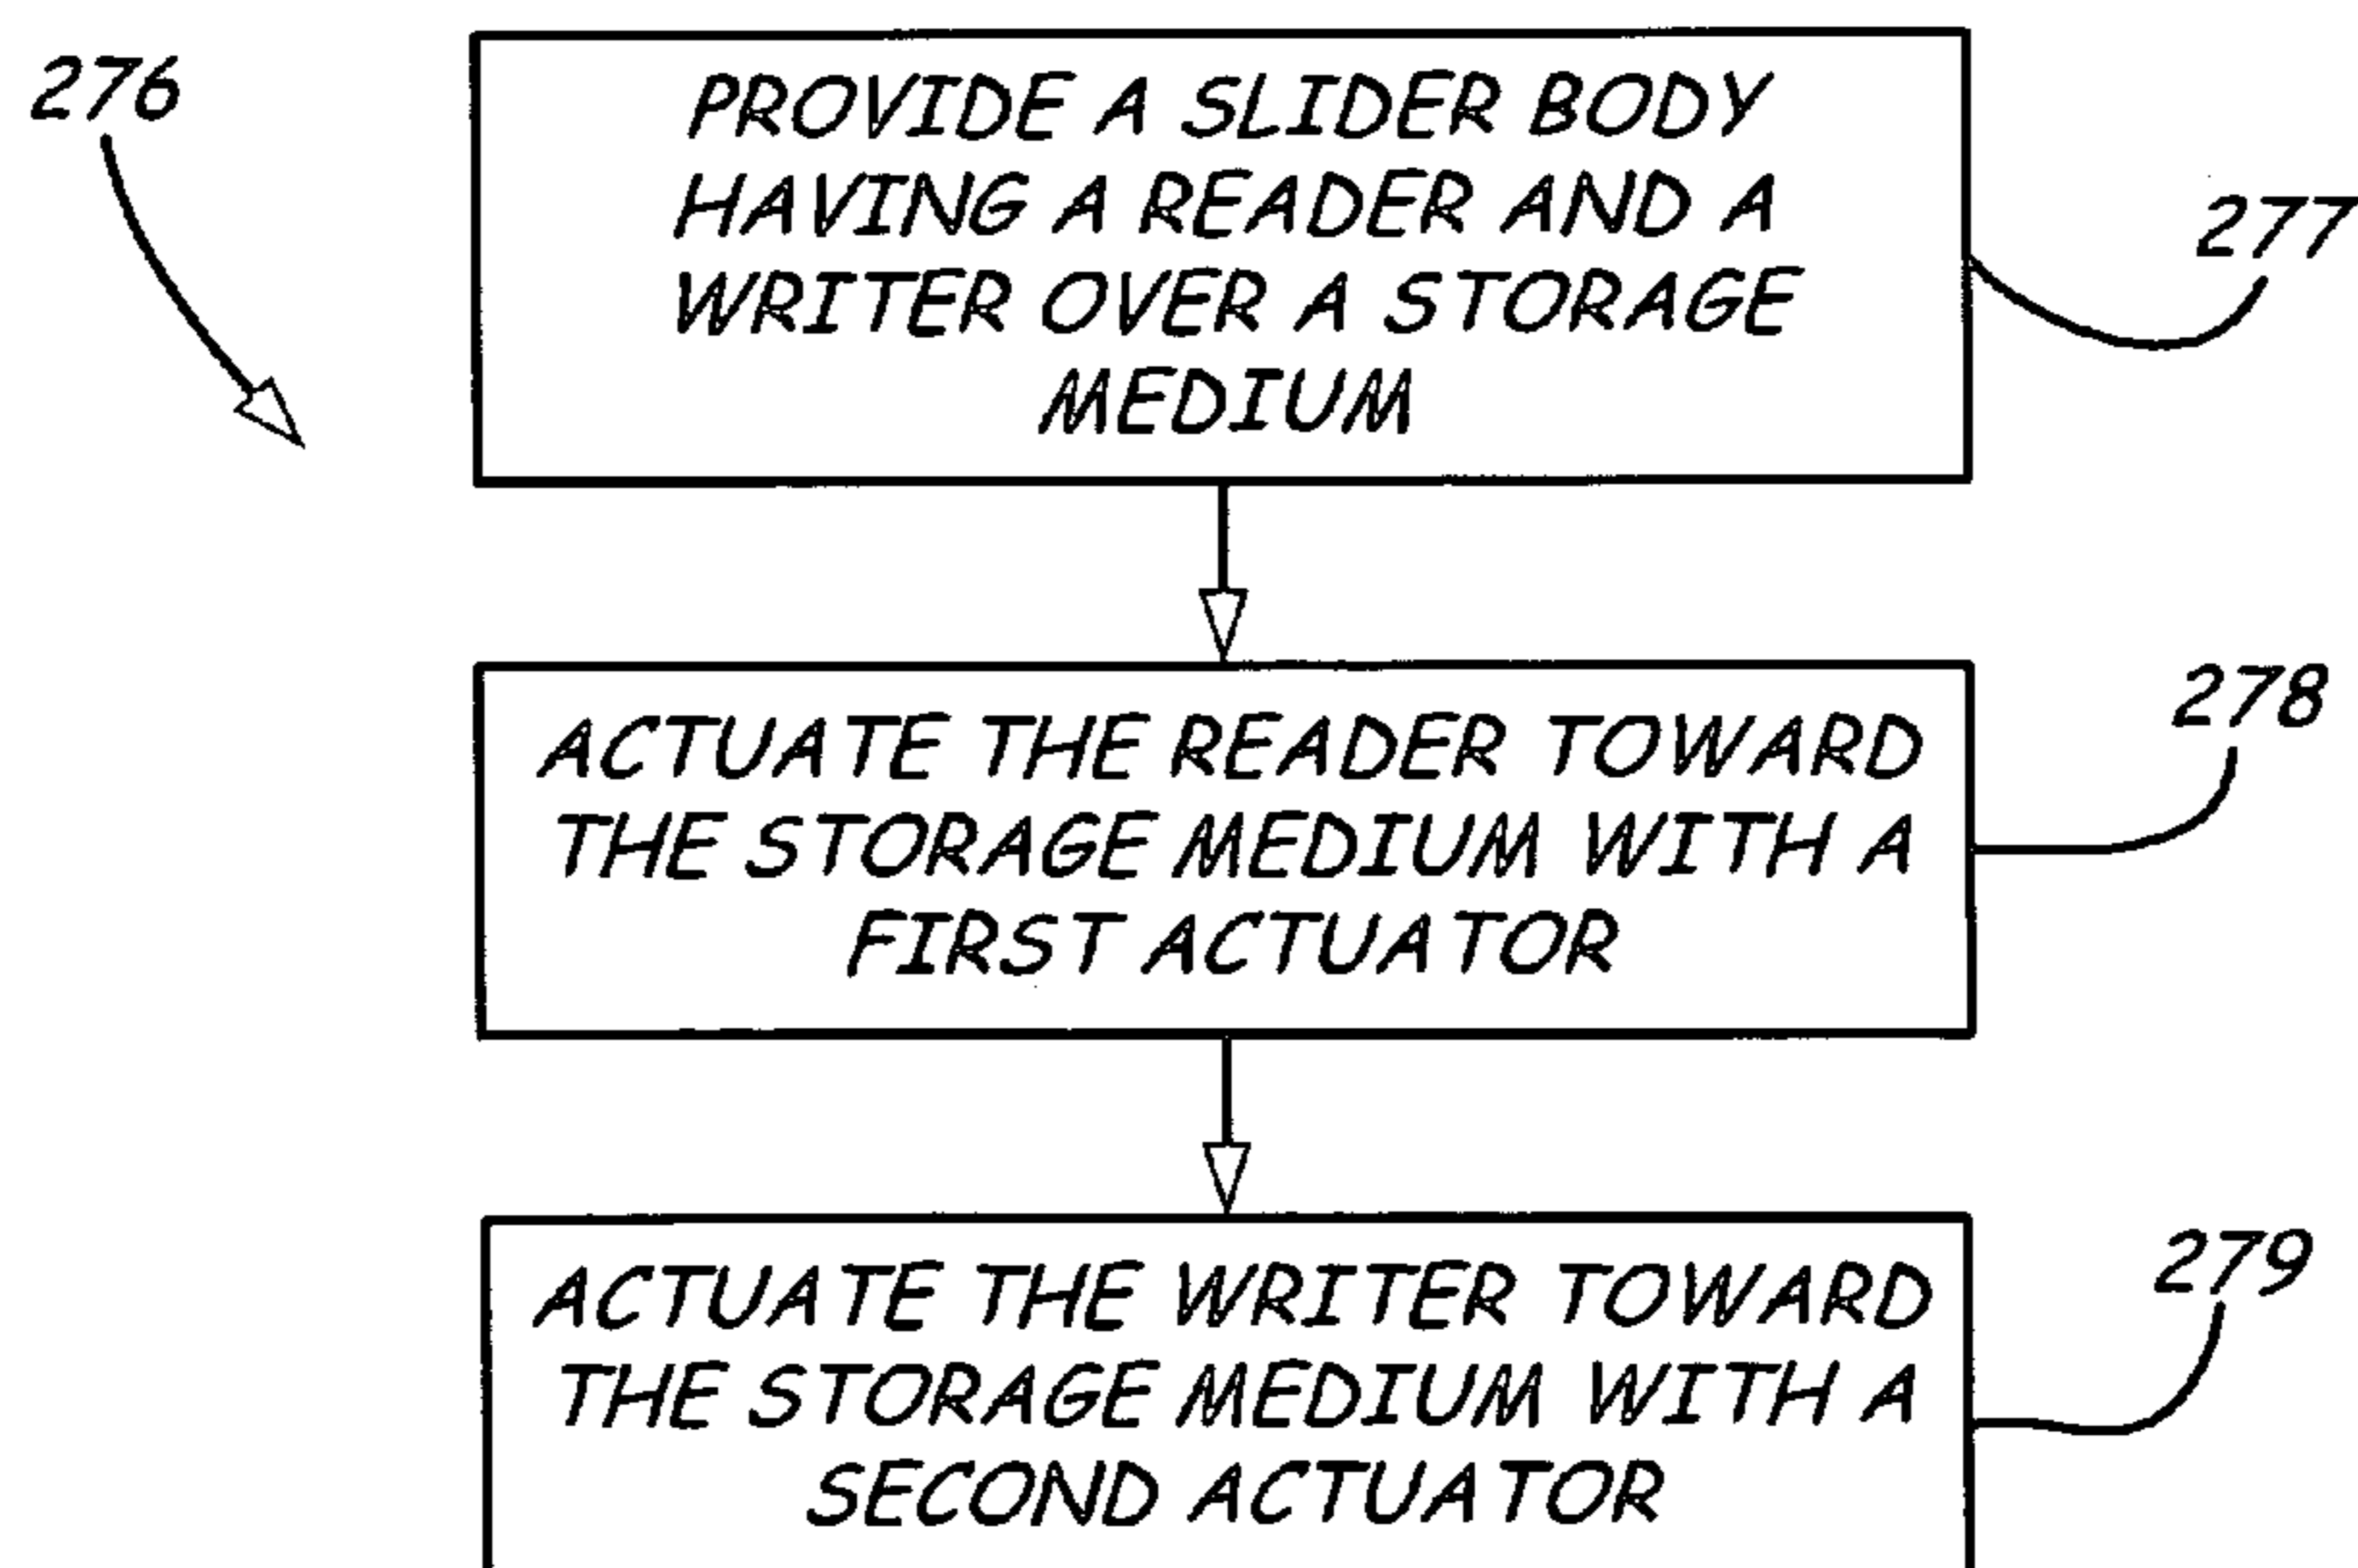 276
PROVIDE A SLIDER BODY
HAVING A READER AND A
WRITER OVER A STORAGE
MEDIUM
277
ACTUATE THE READER TOWARD
THE STORAGE MEDIUM WITH A
FIRST ACTUATOR
278
ACTUATE THE WRITER TOWARD
THE STORAGE MEDIUM WITH A
SECOND ACTUATOR
279